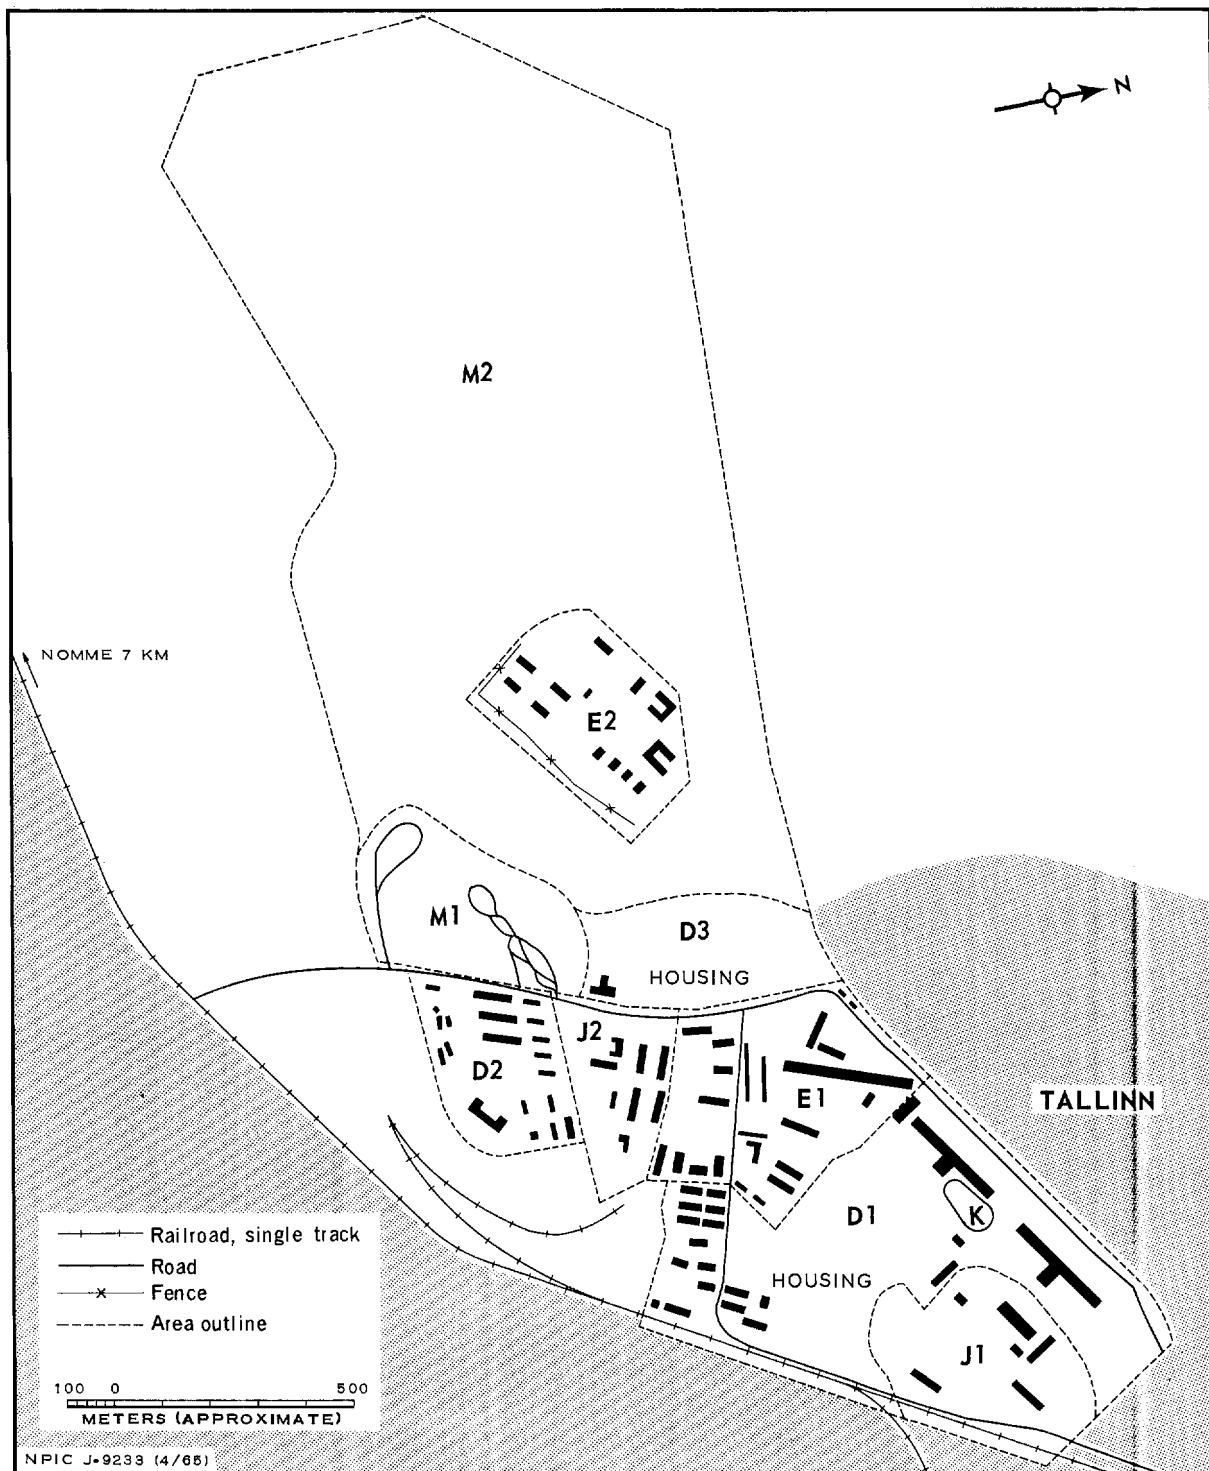 N
M2
NOMME 7 KM
E2
M1
D3
HOUSING
J2
D2
E1
TALLINN
D1
K
HOUSING
J1
Railroad, single track
Road
Fence
Area outline
100 0 500
METERS (APPROXIMATE)
NPIC J-9233 (4/65)